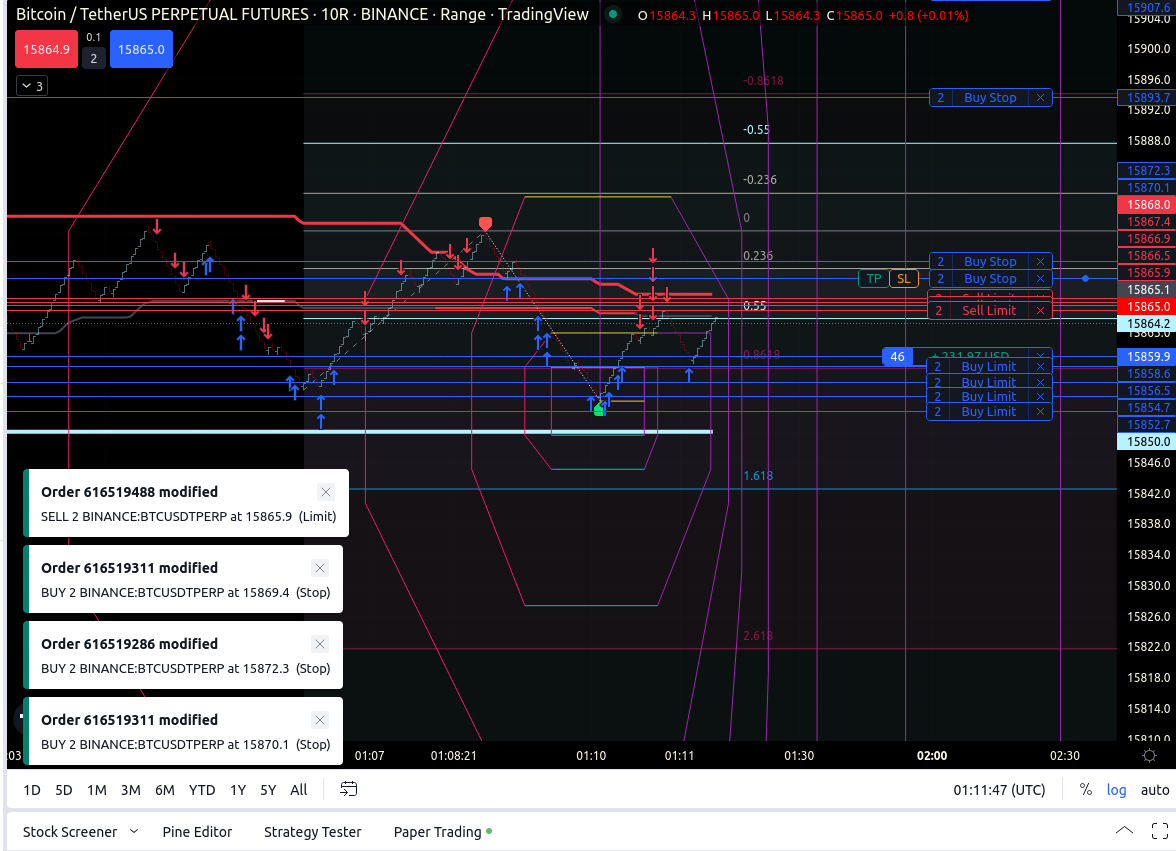 Bitcoin / TetherUS PERPETUAL FUTURES · 10R · BINANCE · Range · TradingView O15864.3 H15865.0 L15864.3 C15865.0 +0.8 (+0.01%)
15864.9 0.1 2 15865.0
3
-0.8618
-0.55
-0.236
0
0.236
0.55
0.8618
1.618
2.618
2 Buy Stop
2 Buy Stop
TP SL 2 Buy Stop
2 Sell Limit
46 + 231.97 USD
2 Buy Limit
2 Buy Limit
2 Buy Limit
2 Buy Limit
15907.6
15904.0
15900.0
15896.0
15893.7
15892.0
15888.0
15872.3
15870.1
15868.0
15867.4
15866.9
15866.5
15865.9
15865.1
15865.0
15864.2
15859.9
15858.6
15856.5
15854.7
15852.7
15850.0
15846.0
15842.0
15838.0
15834.0
15830.0
15826.0
15822.0
15818.0
15814.0
15810.0
Order 616519488 modified
SELL 2 BINANCE:BTCUSDTPERP at 15865.9 (Limit)
Order 616519311 modified
BUY 2 BINANCE:BTCUSDTPERP at 15869.4 (Stop)
Order 616519286 modified
BUY 2 BINANCE:BTCUSDTPERP at 15872.3 (Stop)
Order 616519311 modified
BUY 2 BINANCE:BTCUSDTPERP at 15870.1 (Stop)
:03 01:07 01:08:21 01:10 01:11 01:30 02:00 02:30
1D 5D 1M 3M 6M YTD 1Y 5Y All 01:11:47 (UTC) % log auto
Stock Screener Pine Editor Strategy Tester Paper Trading